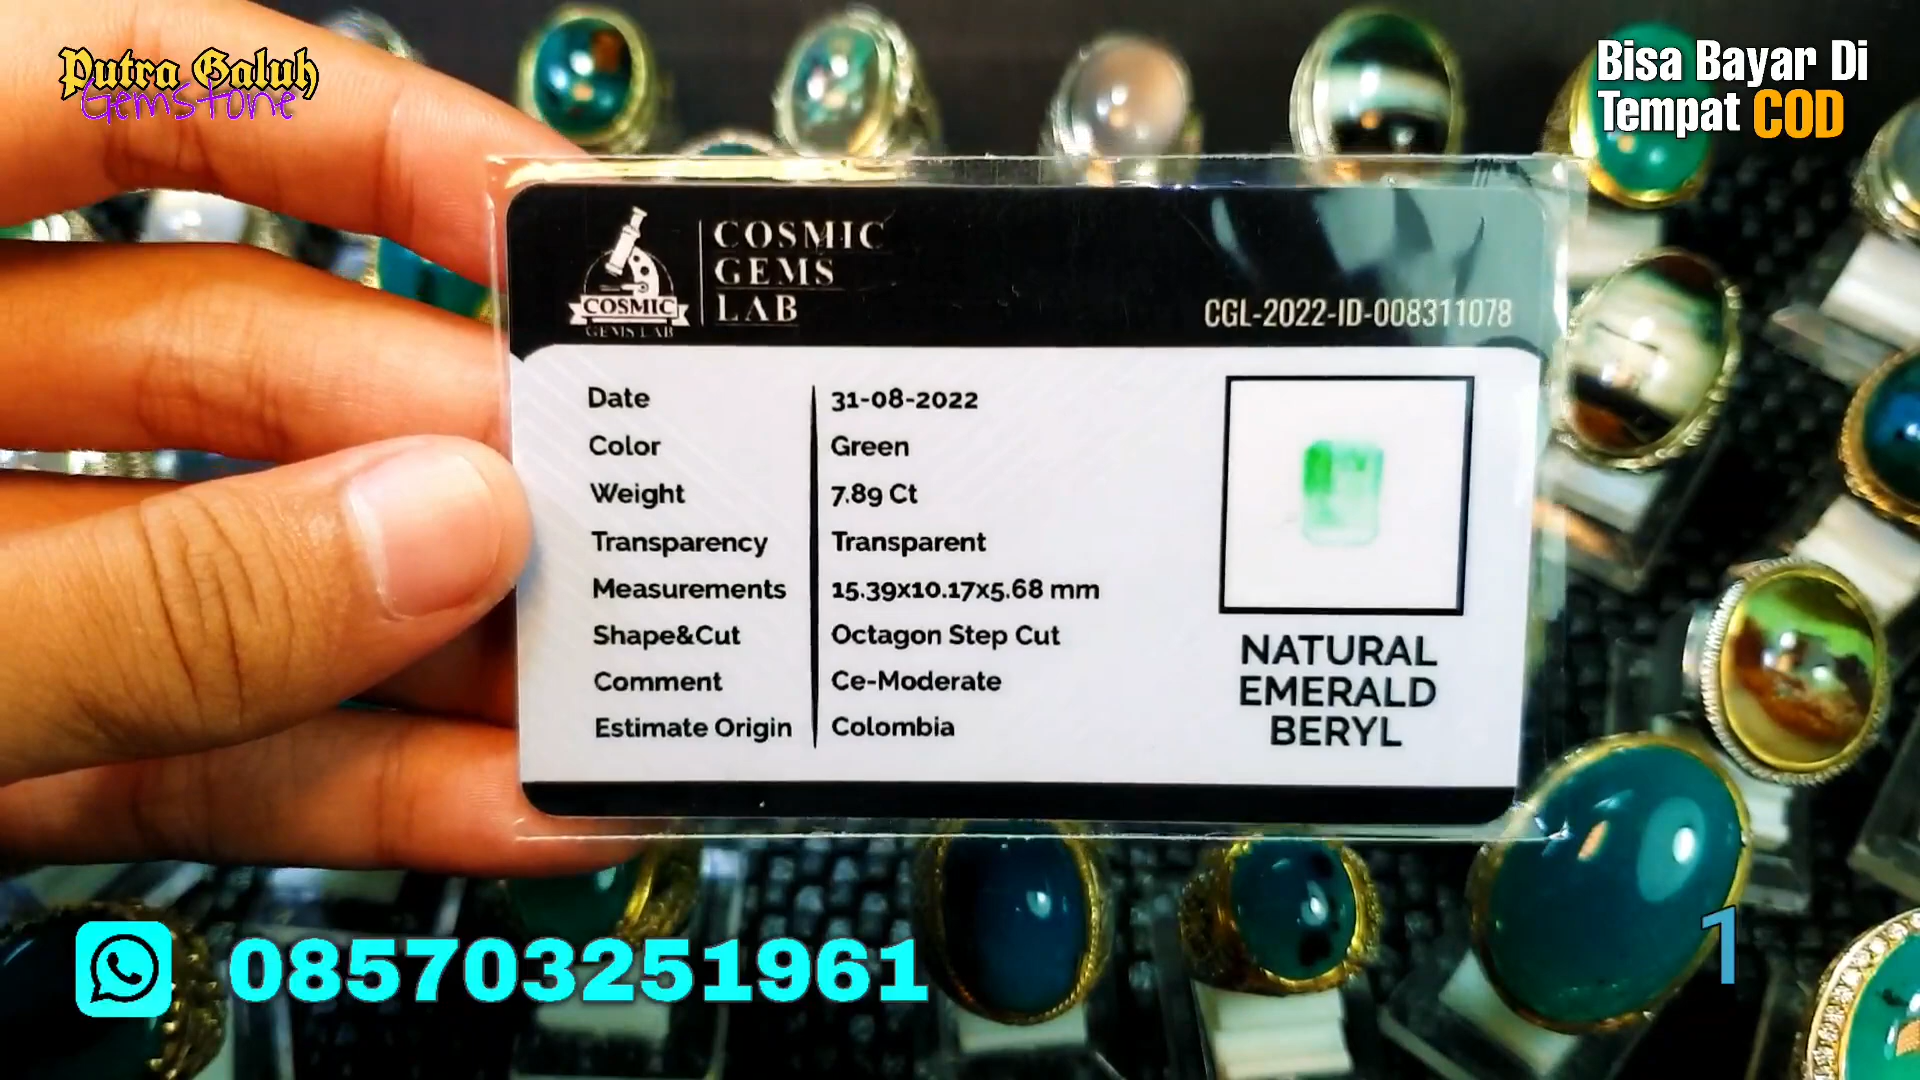 Putra Galuh
Gemstone
Bisa Bayar Di
Tempat COD
COSMIC
GEMS LAB
COSMIC
GEMS
LAB
CGL-2022-ID-008311078
Date 31-08-2022
Color Green
Weight 7.89 Ct
Transparency Transparent
Measurements 15.39x10.17x5.68 mm
Shape&Cut Octagon Step Cut
Comment Ce-Moderate
Estimate Origin Colombia
NATURAL
EMERALD
BERYL
085703251961
1